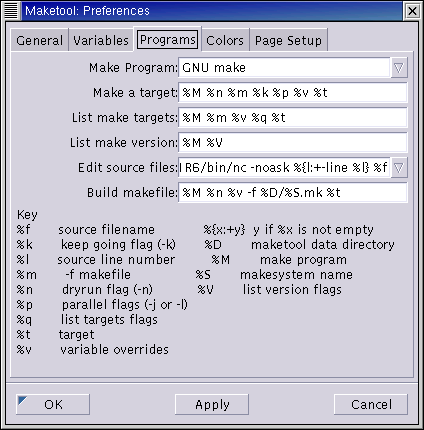 Maketool: Preferences
General Variables Programs Colors Page Setup
Make Program: GNU make
Make a target: %M %n %m %k %p %v %t
List make targets: %M %m %v %q %t
List make version: %M %V
Edit source files: R6/bin/nc -noask %{l:+-line %l} %f
Build makefile: %M %n %v -f %D/%S.mk %t
Key
%f source filename %{x:+y} y if %x is not empty
%k keep going flag (-k) %D maketool data directory
%l source line number %M make program
%m -f makefile %S makesystem name
%n dryrun flag (-n) %V list version flags
%p parallel flags (-j or -l)
%q list targets flags
%t target
%v variable overrides
OK Apply Cancel